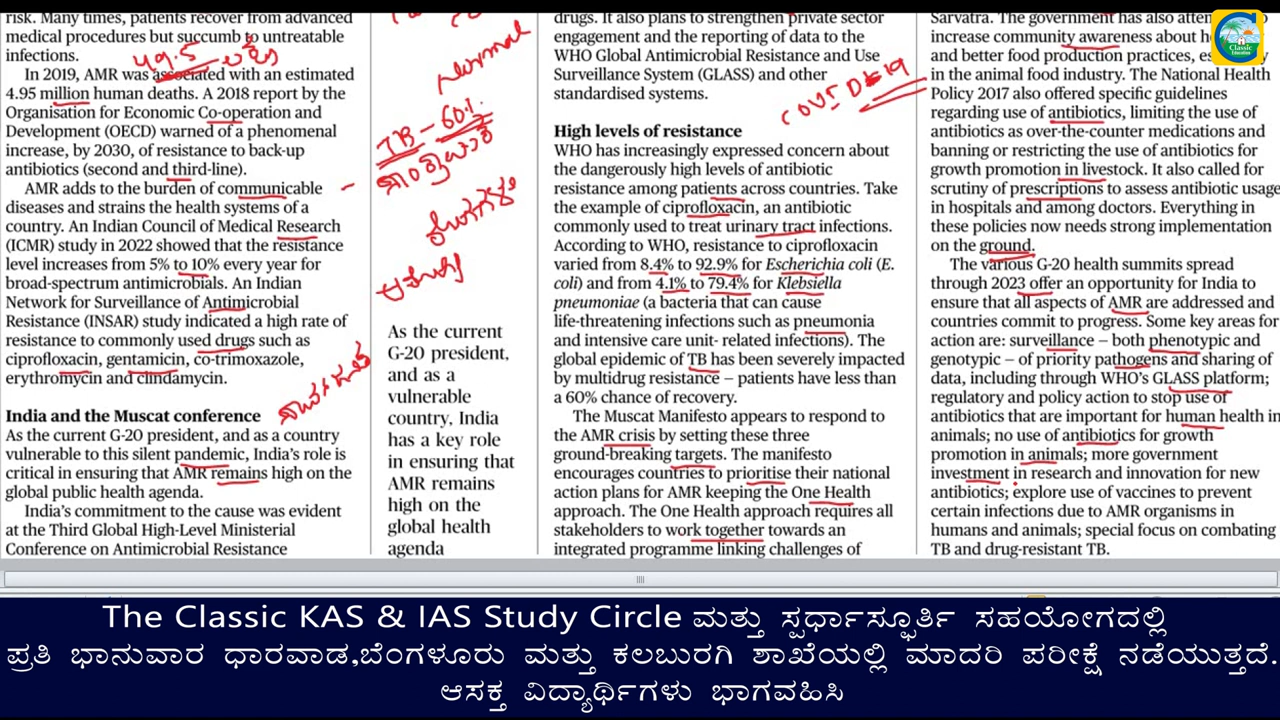 risk. Many times, patients recover from advanced
medical procedures but succumb to untreatable
infections.
In 2019, AMR was associated with an estimated
4.95 million human deaths. A 2018 report by the
Organisation for Economic Co-operation and
Development (OECD) warned of a phenomenal
increase, by 2030, of resistance to back-up
antibiotics (second and third-line).
AMR adds to the burden of communicable
diseases and strains the health systems of a
country. An Indian Council of Medical Research
(ICMR) study in 2022 showed that the resistance
level increases from 5% to 10% every year for
broad-spectrum antimicrobials. An Indian
Network for Surveillance of Antimicrobial
Resistance (INSAR) study indicated a high rate of
resistance to commonly used drugs such as
ciprofloxacin, gentamicin, co-trimoxazole,
erythromycin and clindamycin.
India and the Muscat conference
As the current G-20 president, and as a country
vulnerable to this silent pandemic, India's role is
critical in ensuring that AMR remains high on the
global public health agenda.
India's commitment to the cause was evident
at the Third Global High-Level Ministerial
Conference on Antimicrobial Resistance
49.5
Normal
TB - 60%
As the current
G-20 president,
and as a
vulnerable
country, India
has a key role
in ensuring that
AMR remains
high on the
global health
agenda
drugs. It also plans to strengthen private sector
engagement and the reporting of data to the
WHO Global Antimicrobial Resistance and Use
Surveillance System (GLASS) and other
standardised systems.
COVID-19
High levels of resistance
WHO has increasingly expressed concern about
the dangerously high levels of antibiotic
resistance among patients across countries. Take
the example of ciprofloxacin, an antibiotic
commonly used to treat urinary tract infections.
According to WHO, resistance to ciprofloxacin
varied from 8.4% to 92.9% for Escherichia coli (E.
coli) and from 4.1% to 79.4% for Klebsiella
pneumoniae (a bacteria that can cause
life-threatening infections such as pneumonia
and intensive care unit- related infections). The
global epidemic of TB has been severely impacted
by multidrug resistance – patients have less than
a 60% chance of recovery.
The Muscat Manifesto appears to respond to
the AMR crisis by setting these three
ground-breaking targets. The manifesto
encourages countries to prioritise their national
action plans for AMR keeping the One Health
approach. The One Health approach requires all
stakeholders to work together towards an
integrated programme linking challenges of
Sarvatra. The government has also
increase community awareness about
and better food production practices,
in the animal food industry. The National Health
Policy 2017 also offered specific guidelines
regarding use of antibiotics, limiting the use of
antibiotics as over-the-counter medications and
banning or restricting the use of antibiotics for
growth promotion in livestock. It also called for
scrutiny of prescriptions to assess antibiotic usage
in hospitals and among doctors. Everything in
these policies now needs strong implementation
on the ground.
The various G-20 health summits spread
through 2023 offer an opportunity for India to
ensure that all aspects of AMR are addressed and
countries commit to progress. Some key areas for
action are: surveillance – both phenotypic and
genotypic – of priority pathogens and sharing of
data, including through WHO's GLASS platform;
regulatory and policy action to stop use of
antibiotics that are important for human health in
animals; no use of antibiotics for growth
promotion in animals; more government
investment in research and innovation for new
antibiotics; explore use of vaccines to prevent
certain infections due to AMR organisms in
humans and animals; special focus on combating
TB and drug-resistant TB.
Classic
Education
The Classic KAS & IAS Study Circle ಮತ್ತು ಸ್ಪರ್ಧಾಸ್ಫೂರ್ತಿ ಸಹಯೋಗದಲ್ಲಿ
ಪ್ರತಿ ಭಾನುವಾರ ಧಾರವಾಡ,ಬೆಂಗಳೂರು ಮತ್ತು ಕಲಬುರಗಿ ಶಾಖೆಯಲ್ಲಿ ಮಾದರಿ ಪರೀಕ್ಷೆ ನಡೆಯುತ್ತದೆ.
ಆಸಕ್ತ ವಿದ್ಯಾರ್ಥಿಗಳು ಭಾಗವಹಿಸಿ